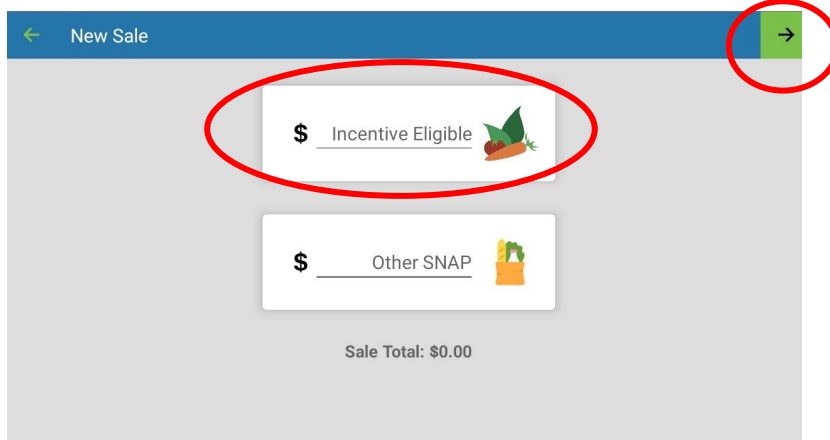 New Sale
$ Incentive Eligible
$ Other SNAP
Sale Total: $0.00